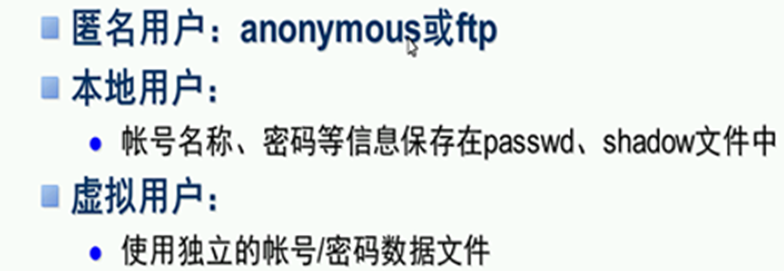 匿名用户：anonymous或ftp
本地用户：
帐号名称、密码等信息保存在passwd、shadow文件中
虚拟用户：
使用独立的帐号/密码数据文件